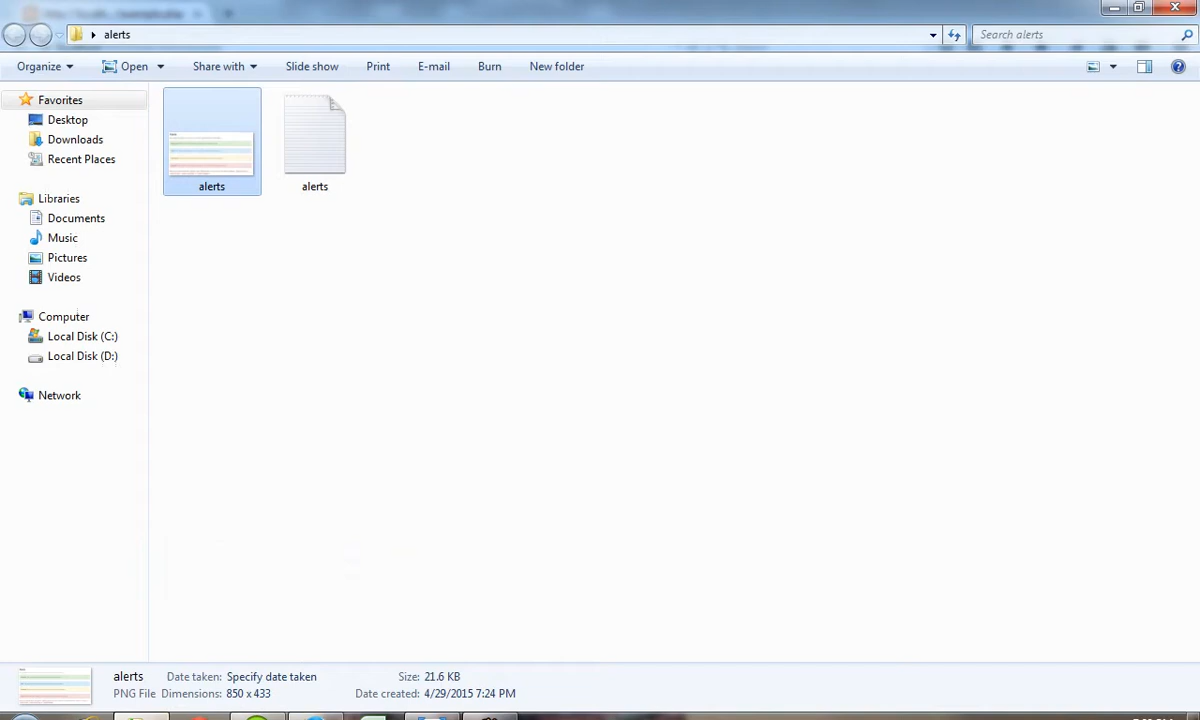 alerts
Search alerts
Organize
Open
Share with
Slide show
Print
E-mail
Burn
New folder
Favorites
Desktop
Downloads
Recent Places
Libraries
Documents
Music
Pictures
Videos
Computer
Local Disk (C:)
Local Disk (D:)
Network
alerts
alerts
alerts
Date taken: Specify date taken
Size: 21.6 KB
PNG File
Dimensions: 850 x 433
Date created: 4/29/2015 7:24 PM